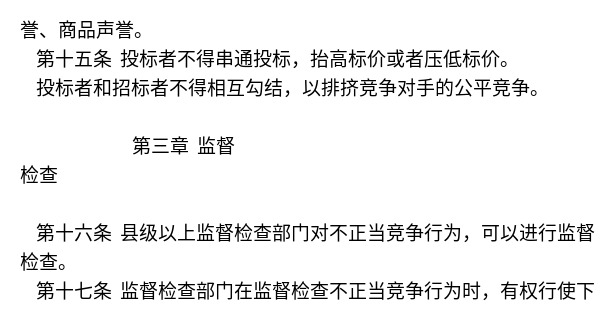 誉、商品声誉。
第十五条 投标者不得串通投标，抬高标价或者压低标价。
投标者和招标者不得相互勾结，以排挤竞争对手的公平竞争。
第三章 监督
检查
第十六条 县级以上监督检查部门对不正当竞争行为，可以进行监督
检查。
第十七条 监督检查部门在监督检查不正当竞争行为时，有权行使下